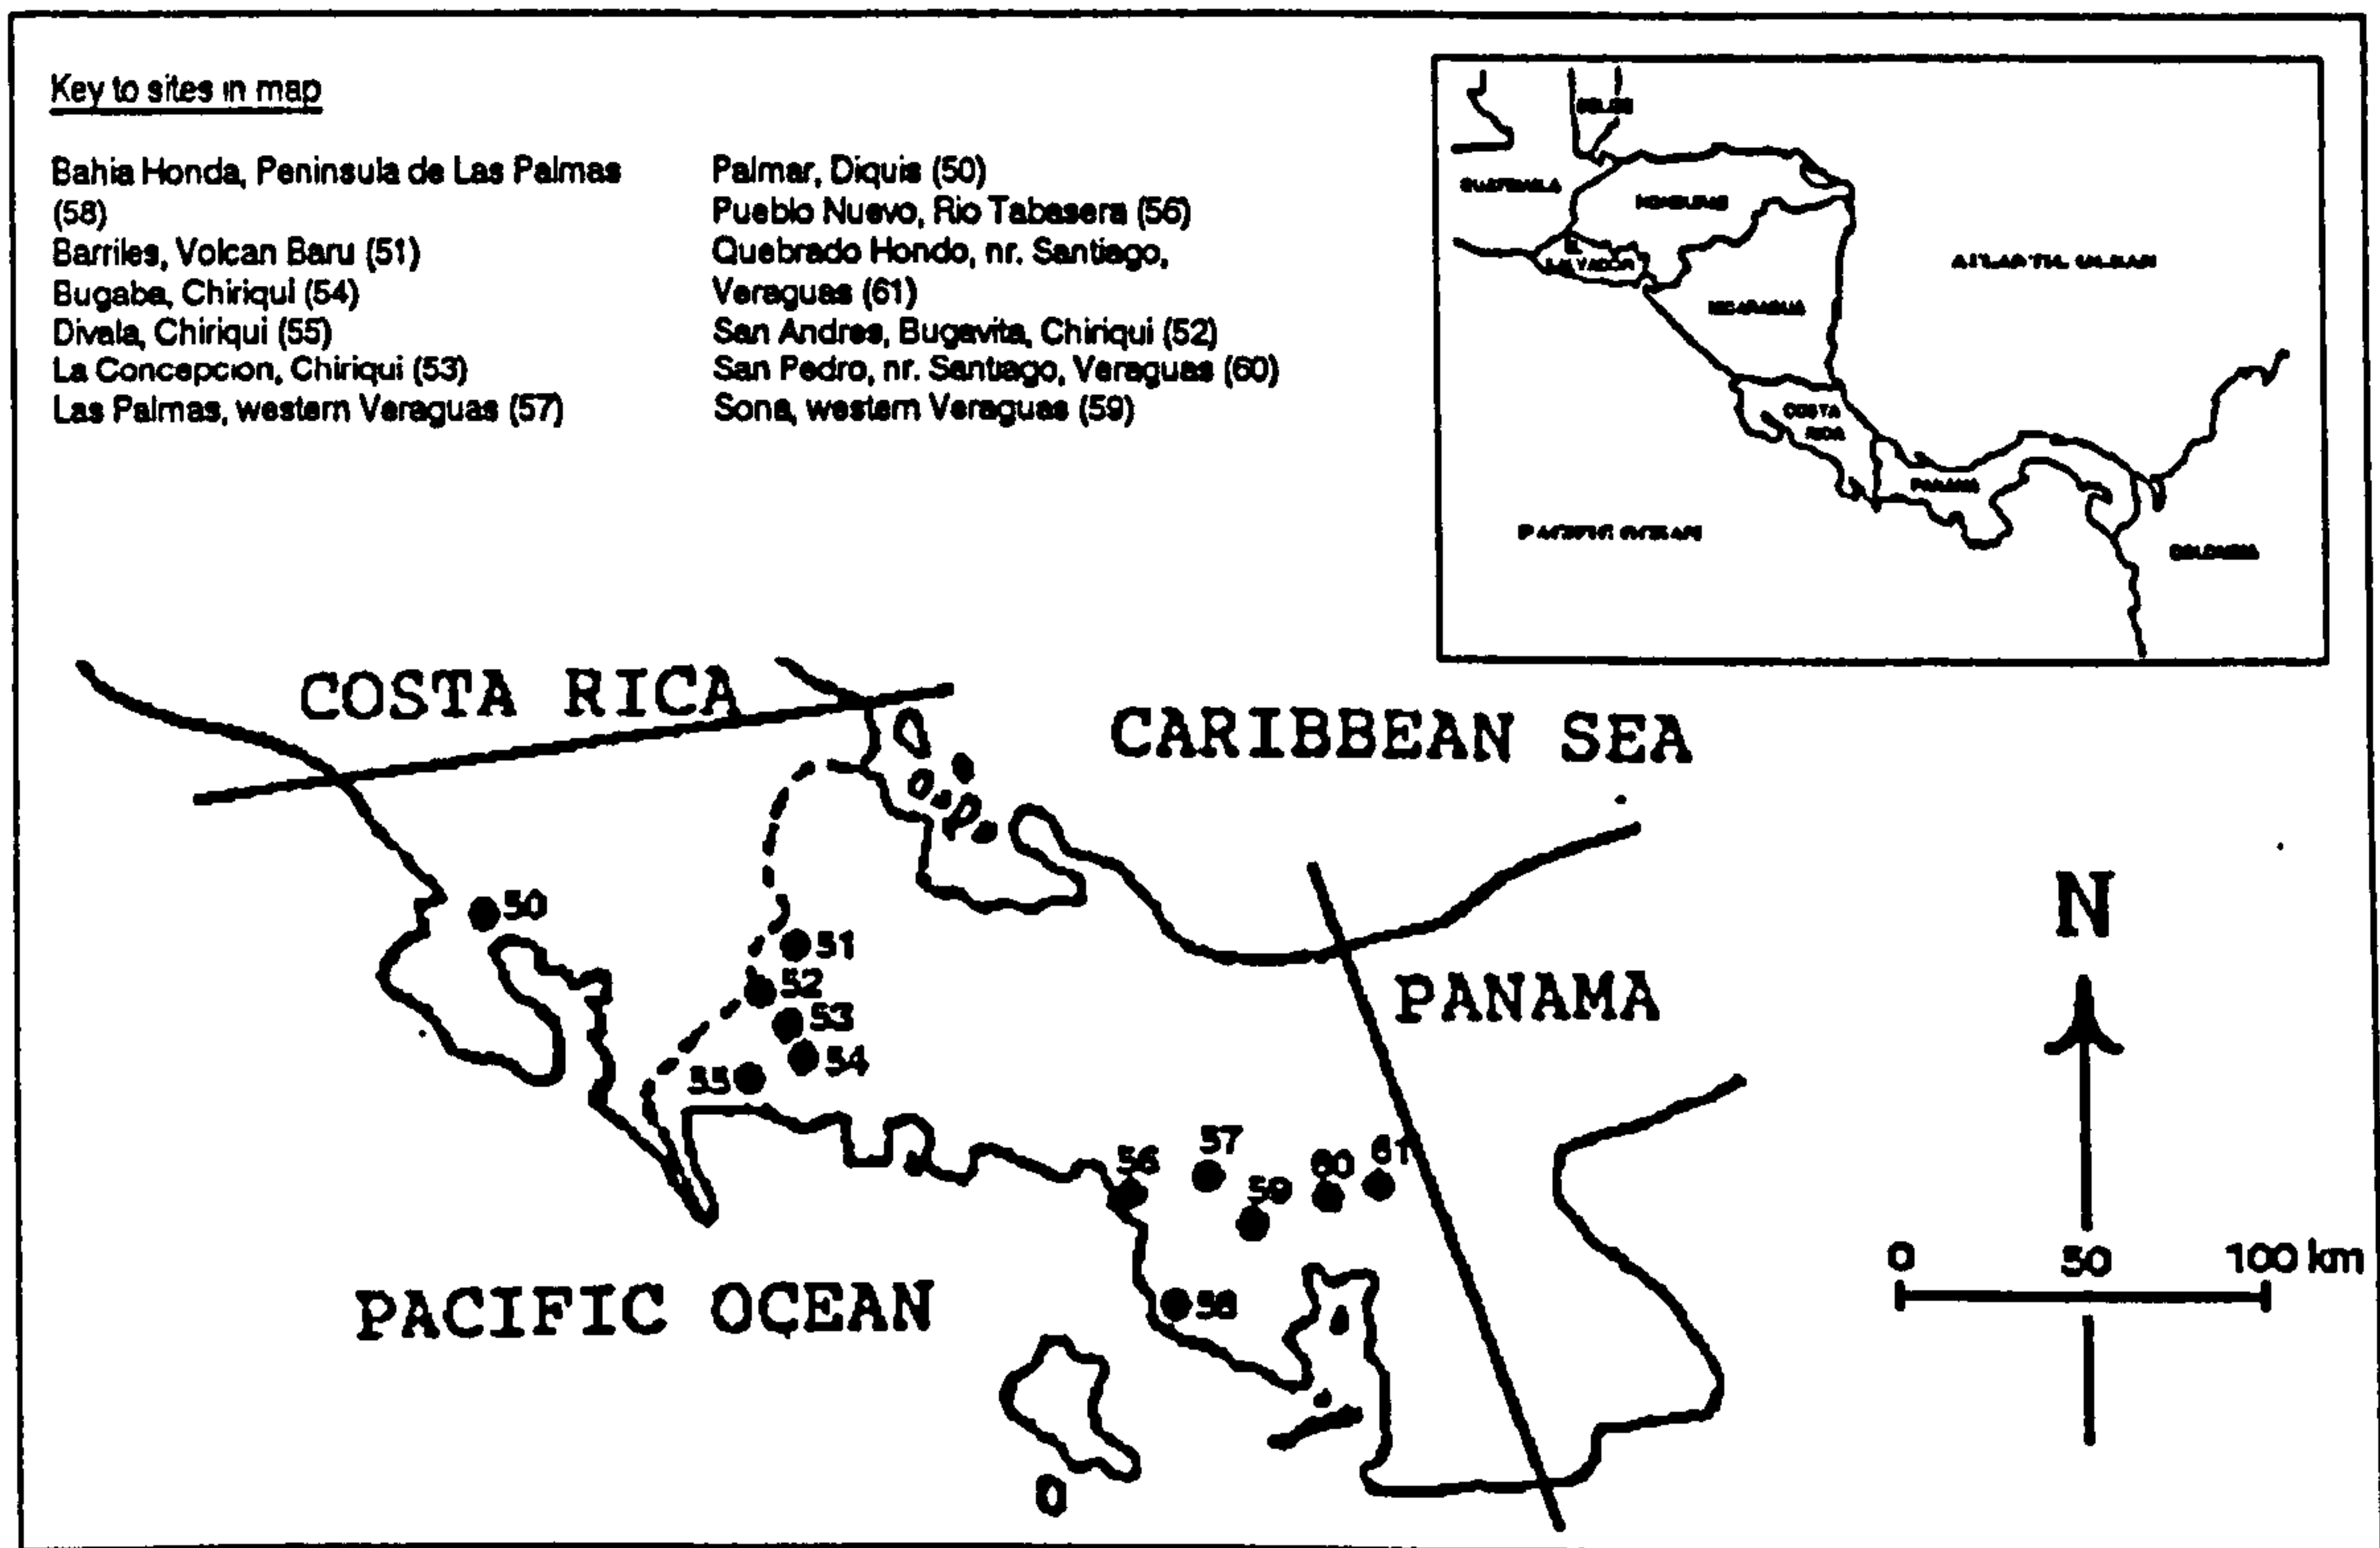 Key to sites in map
Bahia Honda, Peninsula de Las Palmas
(58)
Barriles, Volcan Baru (51)
Bugaba, Chiriqui (54)
Divala, Chiriqui (55)
La Concepcion, Chiriqui (53)
Las Palmas, western Veraguas (57)
Palmar, Diquis (50)
Pueblo Nuevo, Rio Tabasera (56)
Quebrado Hondo, nr. Santiago,
Veraguas (61)
San Andres, Bugavita, Chiriqui (52)
San Pedro, nr. Santiago, Veraguas (60)
Sona, western Veraguas (59)
GUATEMALA
HONDURAS
SALVADOR
NICARAGUA
COSTA
RICA
PANAMA
COLOMBIA
PACIFIC OCEAN
COSTA RICA
CARIBBEAN SEA
50
51
52
53
54
55
PANAMA
N
56
57
59
60
61
58
0 50 100 km
PACIFIC OCEAN